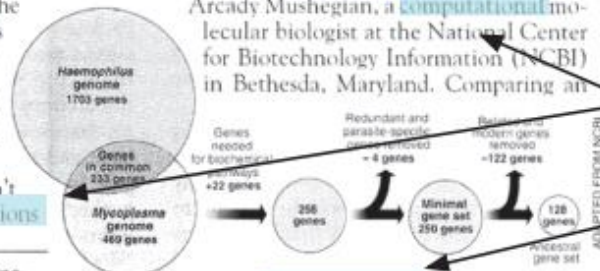 he
Arcady Mushegian, a computational mo-
lecular biologist at the National Center
for Biotechnology Information (NCBI)
in Bethesda, Maryland. Comparing an
Haemophilus
genome
1703 genes
Genes
in common
233 genes
Mycoplasma
genome
469 genes
Genes
needed
for biochemical
pathways
+22 genes
256
genes
Redundant and
parasite-specific
removed
– 4 genes
Minimal
gene set
250 genes
modern genes
removed
–122 genes
128
genes
Ancestral
gene set
ADAPTED FROM NCBI
't
ions